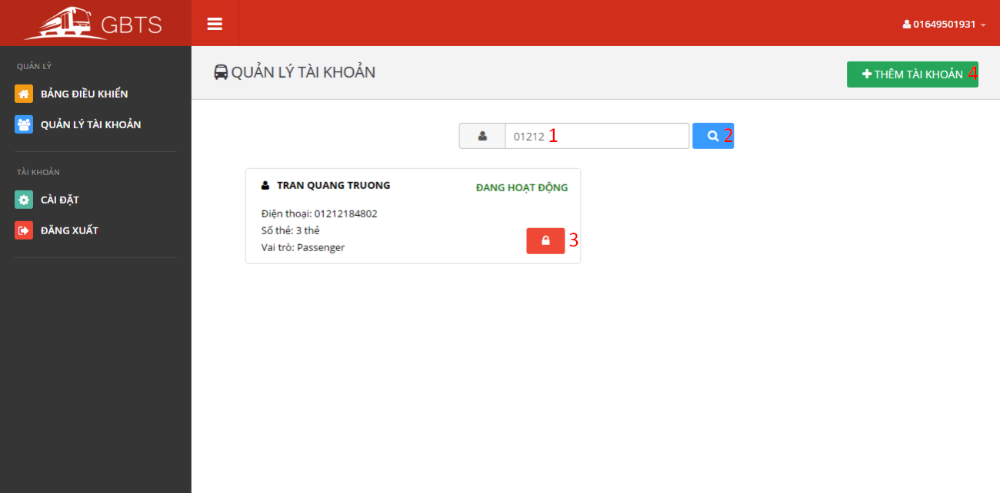 GBTS
01649501931
QUẢN LÝ
BẢNG ĐIỀU KHIỂN
QUẢN LÝ TÀI KHOẢN
TÀI KHOẢN
CÀI ĐẶT
ĐĂNG XUẤT
QUẢN LÝ TÀI KHOẢN
THÊM TÀI KHOẢN 4
01212 1
2
TRAN QUANG TRUONG
ĐANG HOẠT ĐỘNG
Điện thoại: 01212184802
Số thẻ: 3 thẻ
Vai trò: Passenger
3